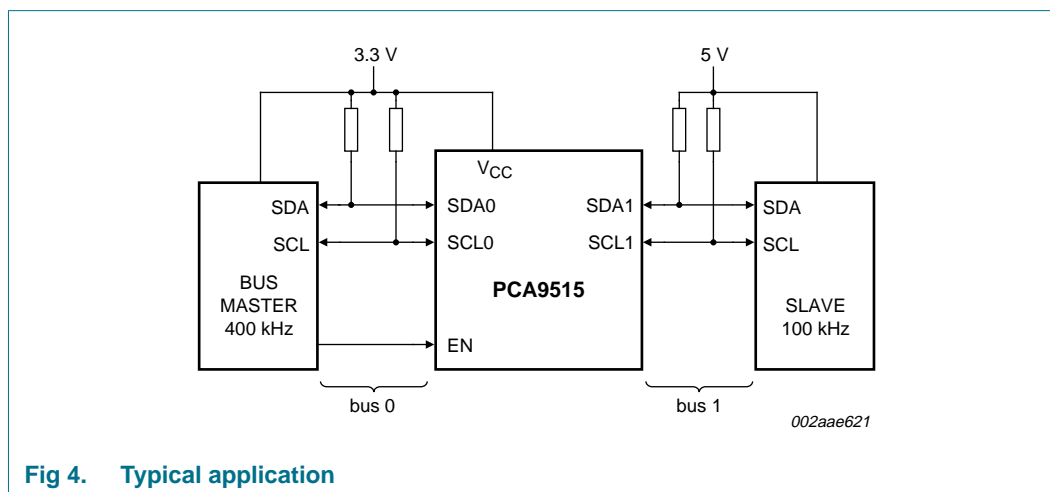 3.3 V
5 V
VCC
SDA
SDA0
SDA1
SDA
SCL
SCL0
SCL1
SCL
PCA9515
BUS
MASTER
400 kHz
SLAVE
100 kHz
EN
bus 0
bus 1
002aae621
Fig 4. Typical application